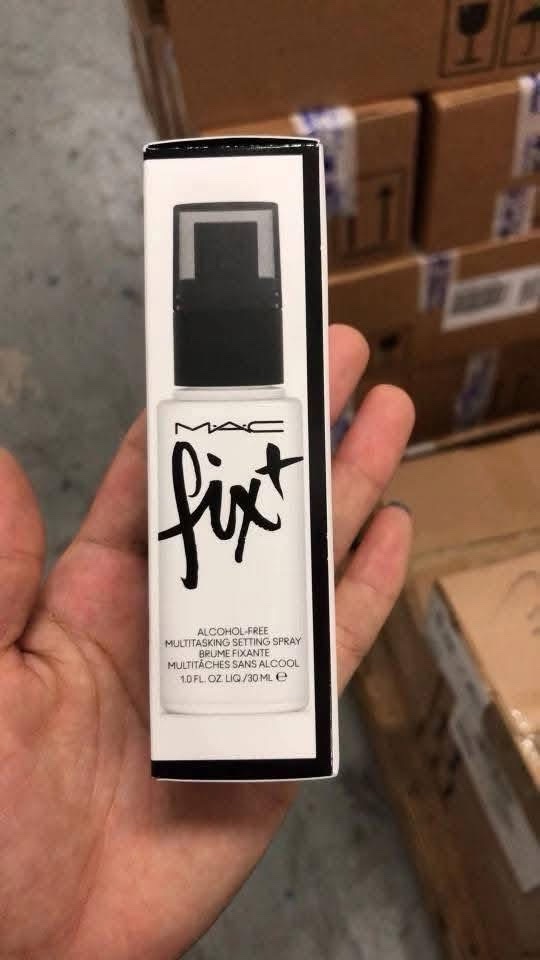 M·A·C
fix+
ALCOHOL-FREE
MULTITASKING SETTING SPRAY
BRUME FIXANTE
MULTITÂCHES SANS ALCOOL
1.0 FL. OZ. LIQ./30 ML ℮